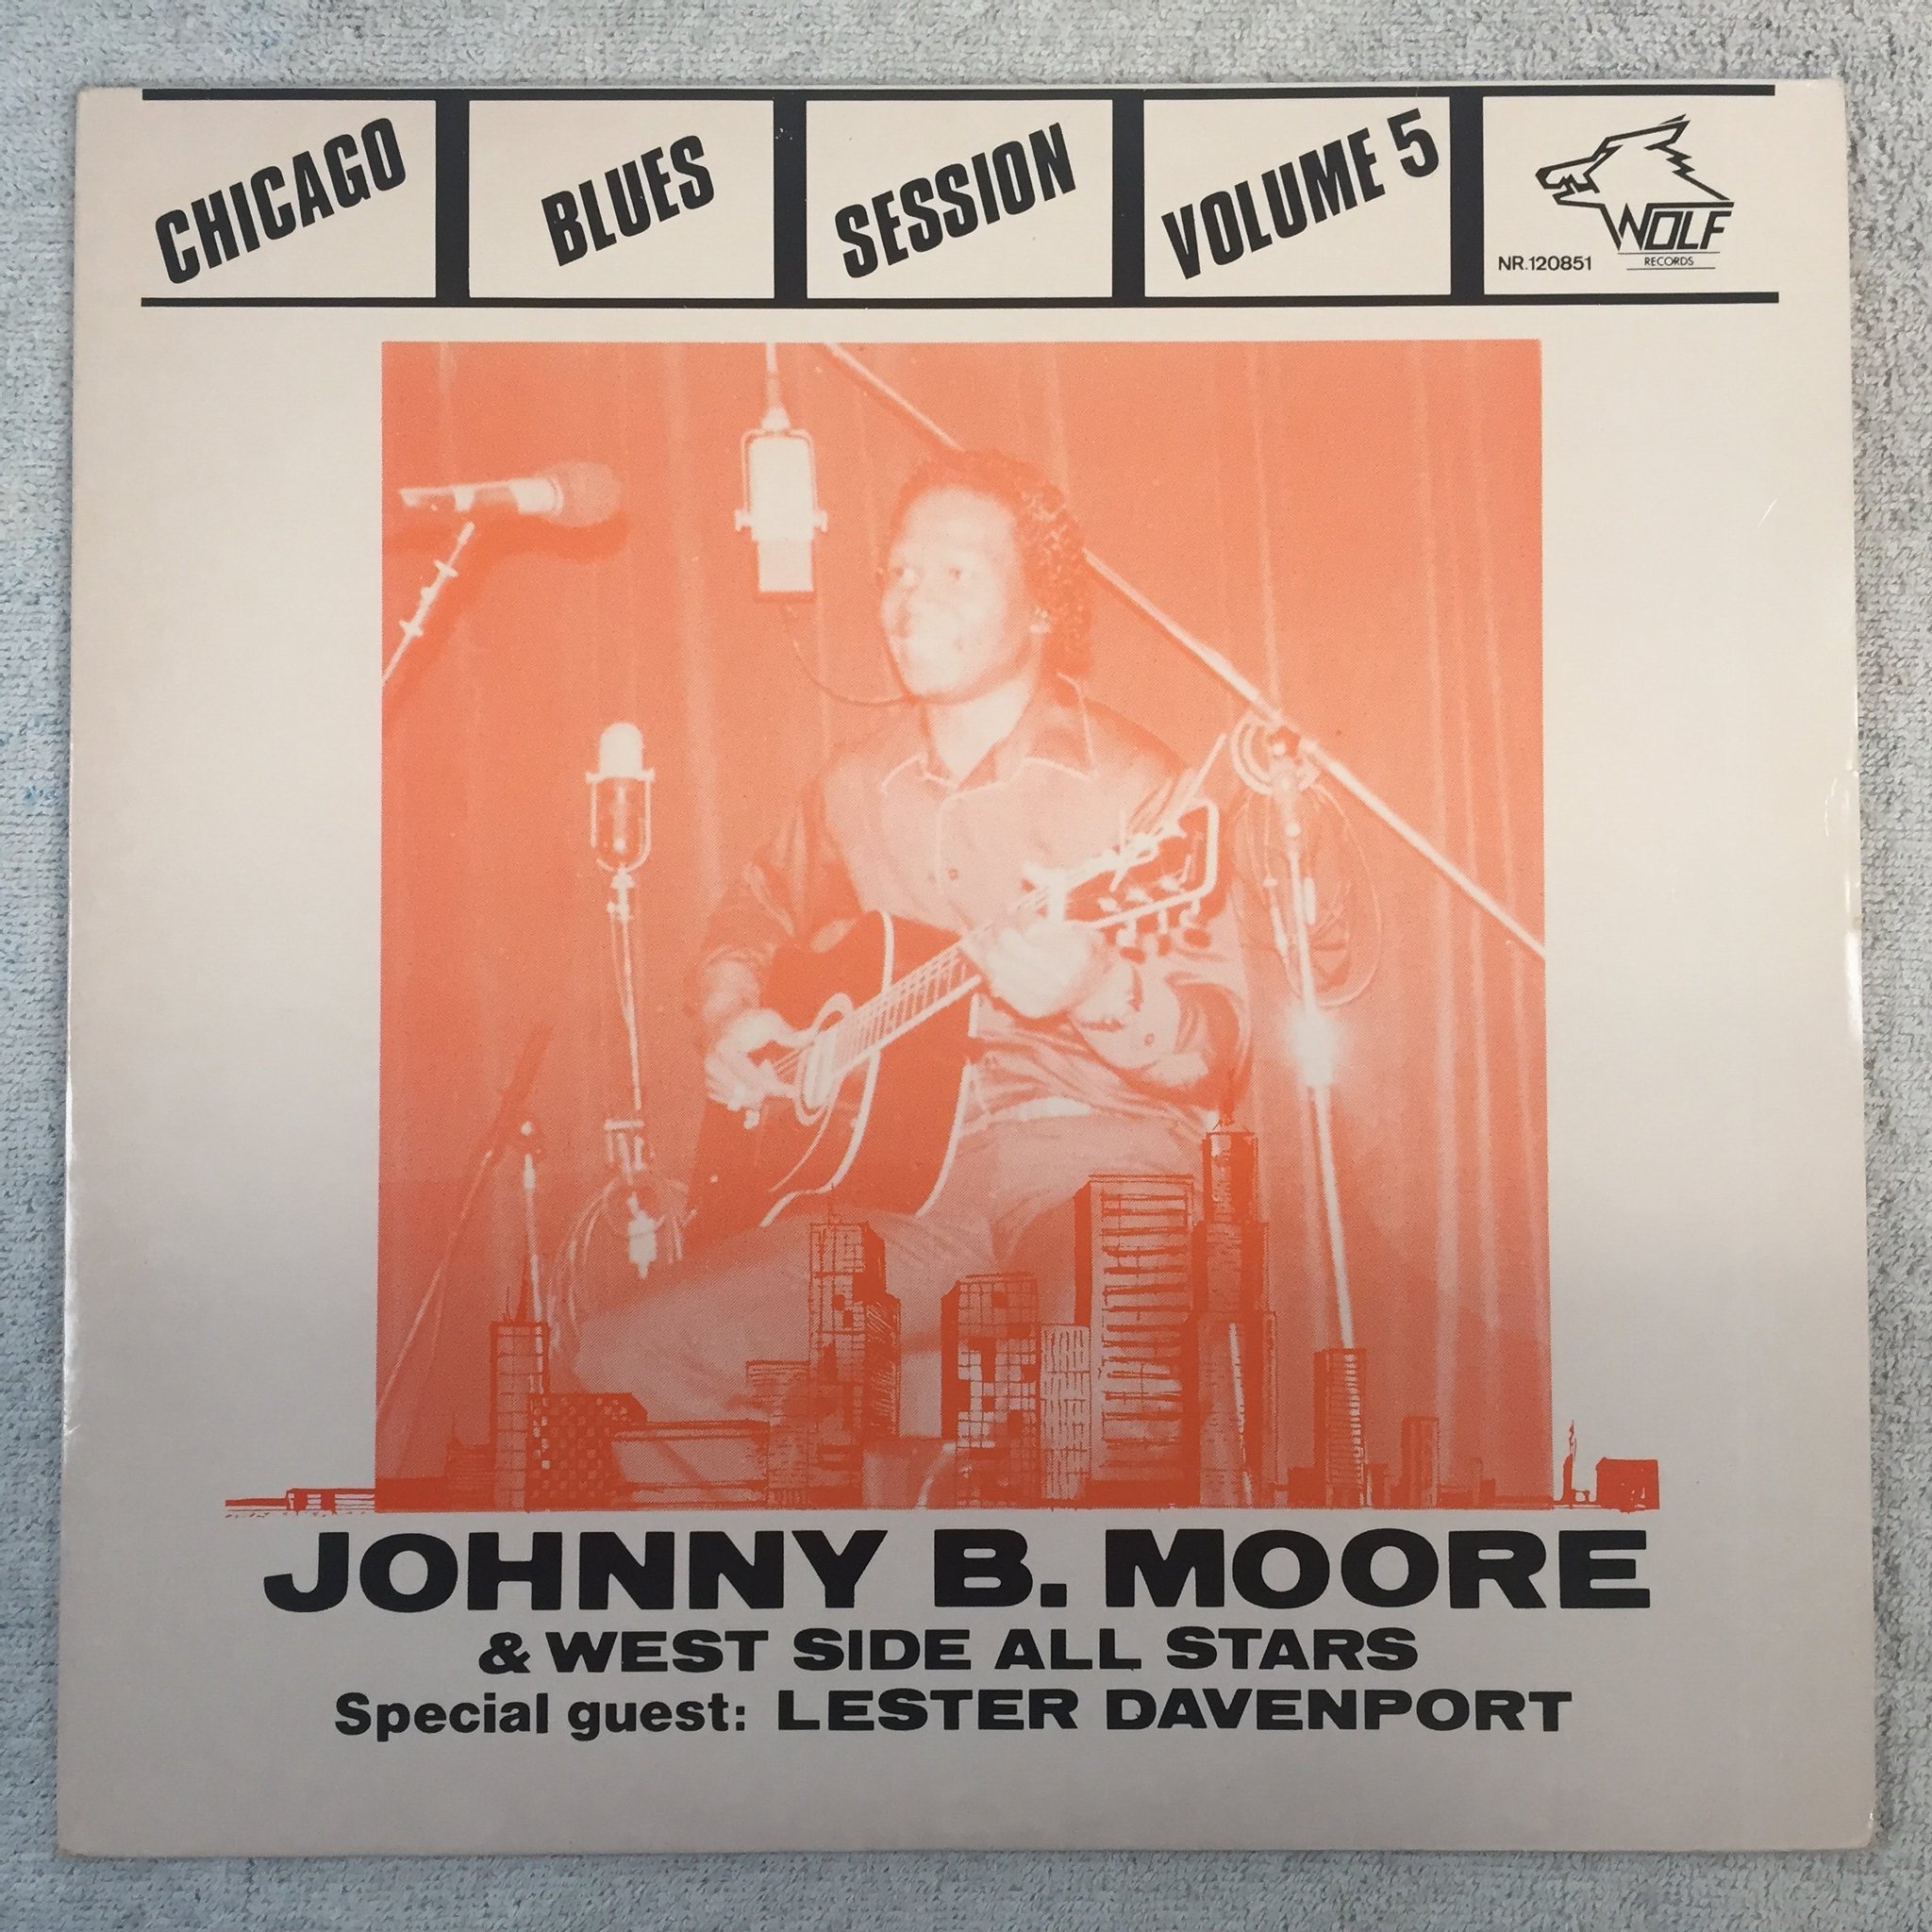 CHICAGO BLUES SESSION VOLUME 5
WOLF
RECORDS
NR.120851
JOHNNY B. MOORE
& WEST SIDE ALL STARS
Special guest: LESTER DAVENPORT